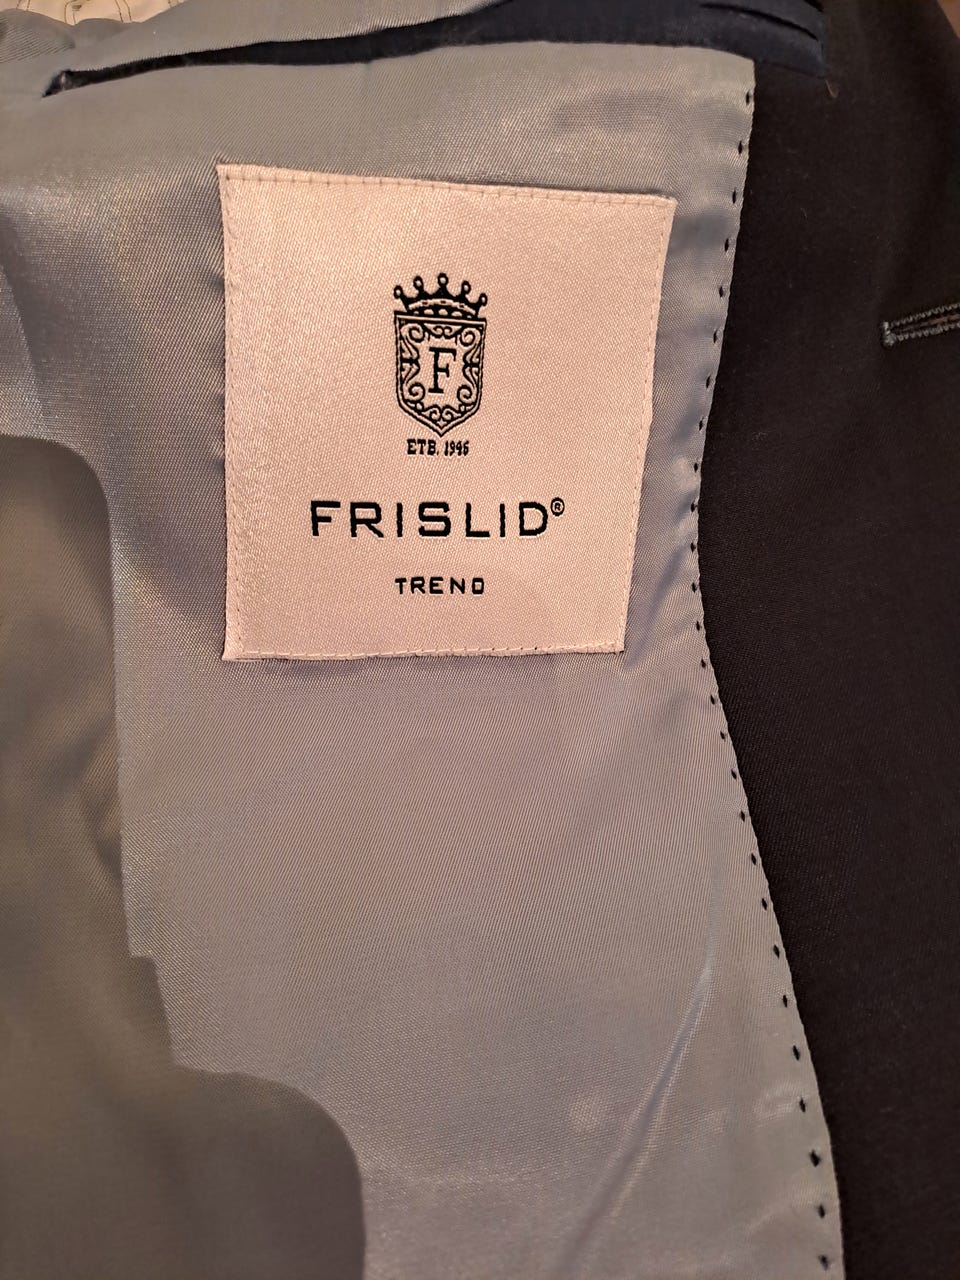 F
ETB. 1946
FRISLID®
TREND